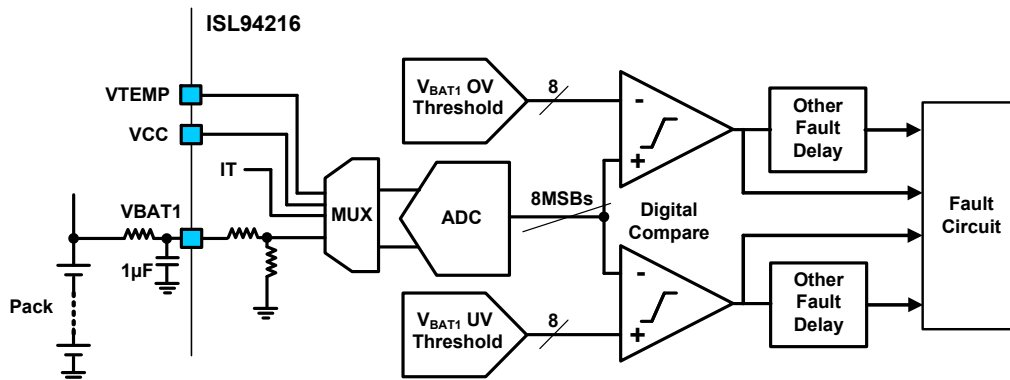 ISL94216
VTEMP
VCC
IT
VBAT1
1µF
Pack
MUX
ADC
VBAT1 OV
Threshold
8
8MSBs
-
+
Digital
Compare
-
+
VBAT1 UV
Threshold
8
Other
Fault
Delay
Other
Fault
Delay
Fault
Circuit